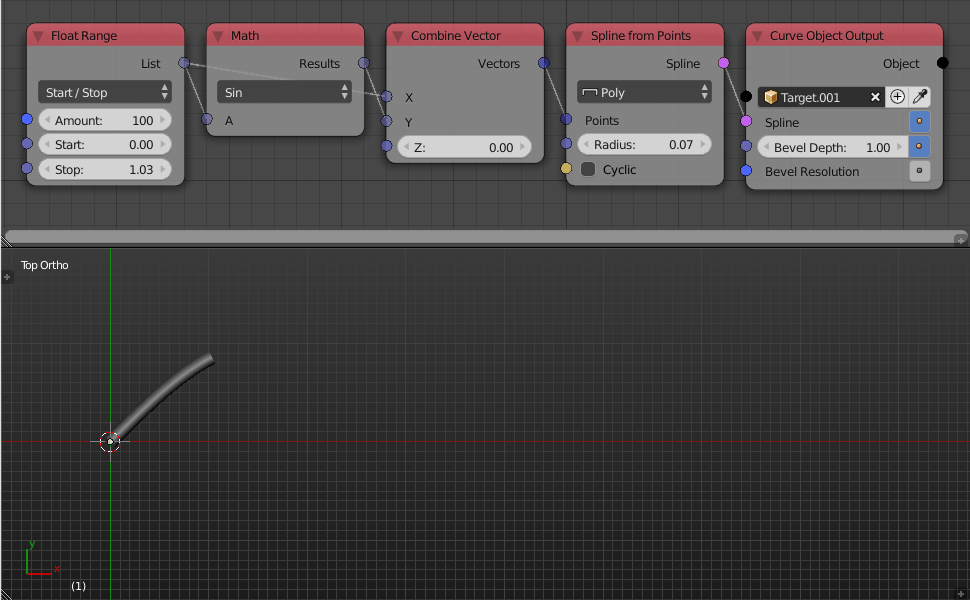 Float Range
List
Start / Stop
Amount: 100
Start: 0.00
Stop: 1.03
Math
Results
Sin
A
Combine Vector
Vectors
X
Y
Z: 0.00
Spline from Points
Spline
Poly
Points
Radius: 0.07
Cyclic
Curve Object Output
Object
Target.001
Spline
Bevel Depth: 1.00
Bevel Resolution
Top Ortho
y
x
(1)